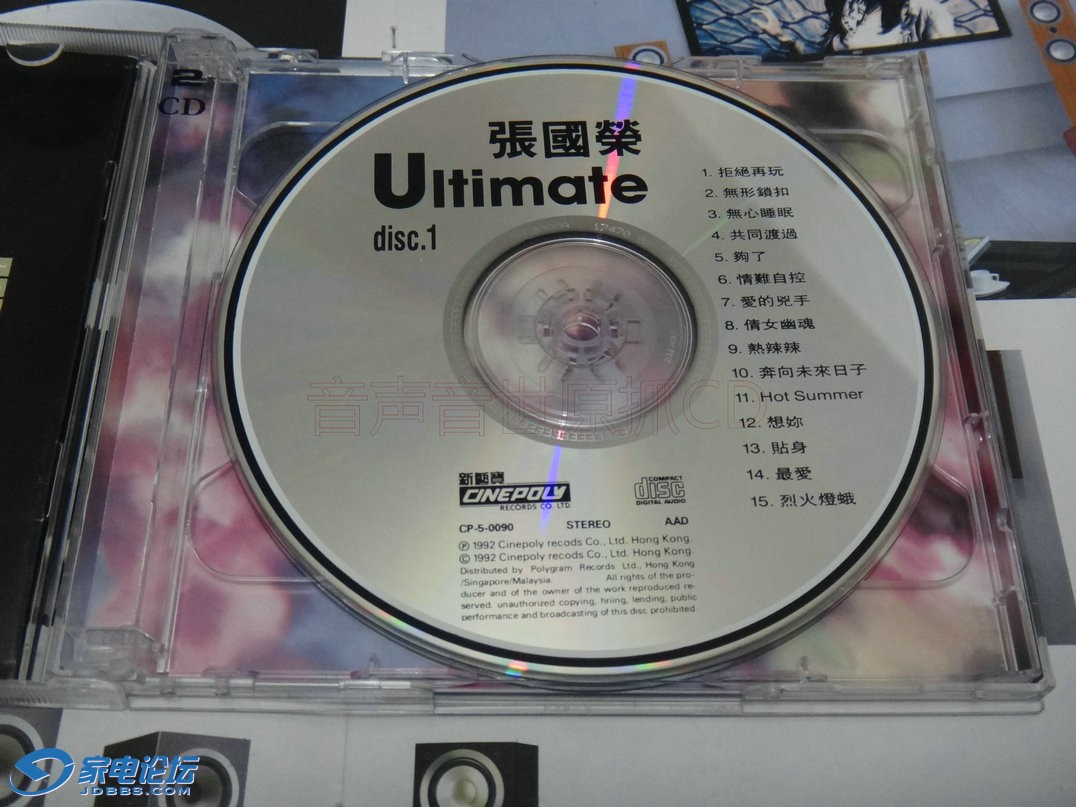 2
CD
張國榮
Ultimate
disc.1
1. 拒絕再玩
2. 無形鎖扣
3. 無心睡眠
4. 共同渡過
5. 夠了
6. 情難自控
7. 愛的兇手
8. 倩女幽魂
9. 熱辣辣
10. 奔向未來日子
11. Hot Summer
12. 想妳
13. 貼身
14. 最愛
15. 烈火燈蛾
音声音世原抓CD
新藝寶
CINEPOLY
RECORDS CO. LTD.
COMPACT
disc
DIGITAL AUDIO
CP-5-0090 STEREO AAD
Ⓟ 1992 Cinepoly recods Co., Ltd. Hong Kong.
© 1992 Cinepoly recods Co., Ltd. Hong Kong.
Distributed by Polygram Records Ltd., Hong Kong
/Singapore/Malaysia. All rights of the pro-
ducer and of the owner of the work reproduced re-
served. unauthorized copying, hriing, lending, public
performance and broadcasting of this disc prohibited.
家电论坛
JDBBS.COM